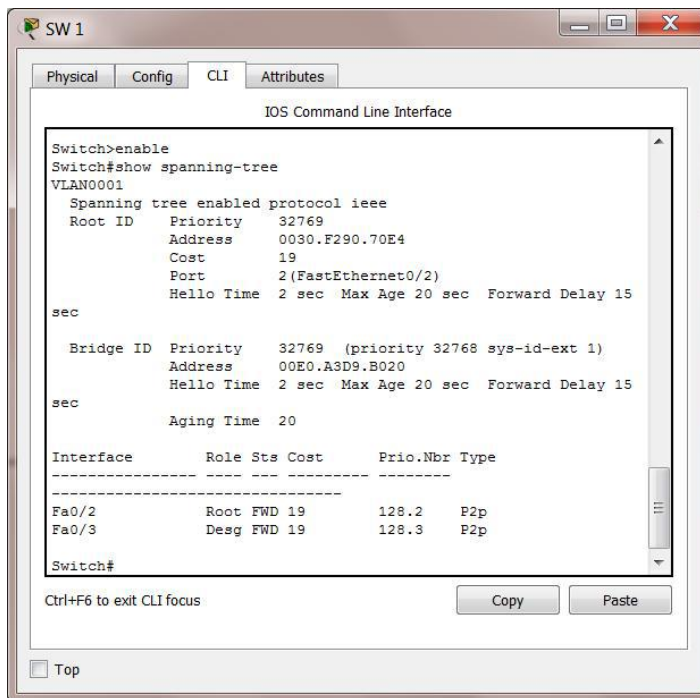 SW 1
Physical Config CLI Attributes
IOS Command Line Interface
Switch>enable
Switch#show spanning-tree
VLAN0001
Spanning tree enabled protocol ieee
Root ID Priority 32769
Address 0030.F290.70E4
Cost 19
Port 2(FastEthernet0/2)
Hello Time 2 sec Max Age 20 sec Forward Delay 15
sec
Bridge ID Priority 32769 (priority 32768 sys-id-ext 1)
Address 00E0.A3D9.B020
Hello Time 2 sec Max Age 20 sec Forward Delay 15
sec
Aging Time 20
Interface Role Sts Cost Prio.Nbr Type
---------------- ---- --- --------- --------
--------------------------------
Fa0/2 Root FWD 19 128.2 P2p
Fa0/3 Desg FWD 19 128.3 P2p
Switch#
Ctrl+F6 to exit CLI focus Copy Paste
Top